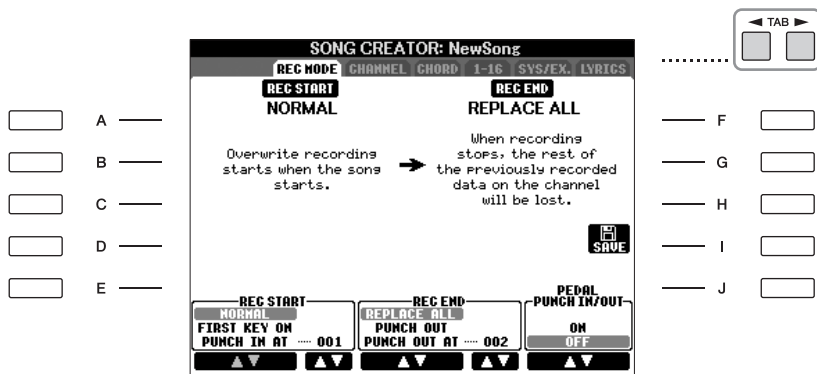 ◄ TAB ►
SONG CREATOR: NewSong
REC MODE CHANNEL CHORD 1-16 SYS/EX. LYRICS
REC START
NORMAL
REC END
REPLACE ALL
Overwrite recording
starts when the song
starts.
When recording
stops, the rest of
the previously recorded
data on the channel
will be lost.
SAVE
A
B
C
D
E
F
G
H
I
J
REC START
NORMAL
FIRST KEY ON
PUNCH IN AT ····· 001
REC END
REPLACE ALL
PUNCH OUT
PUNCH OUT AT ···· 002
PEDAL
PUNCH IN/OUT
ON
OFF